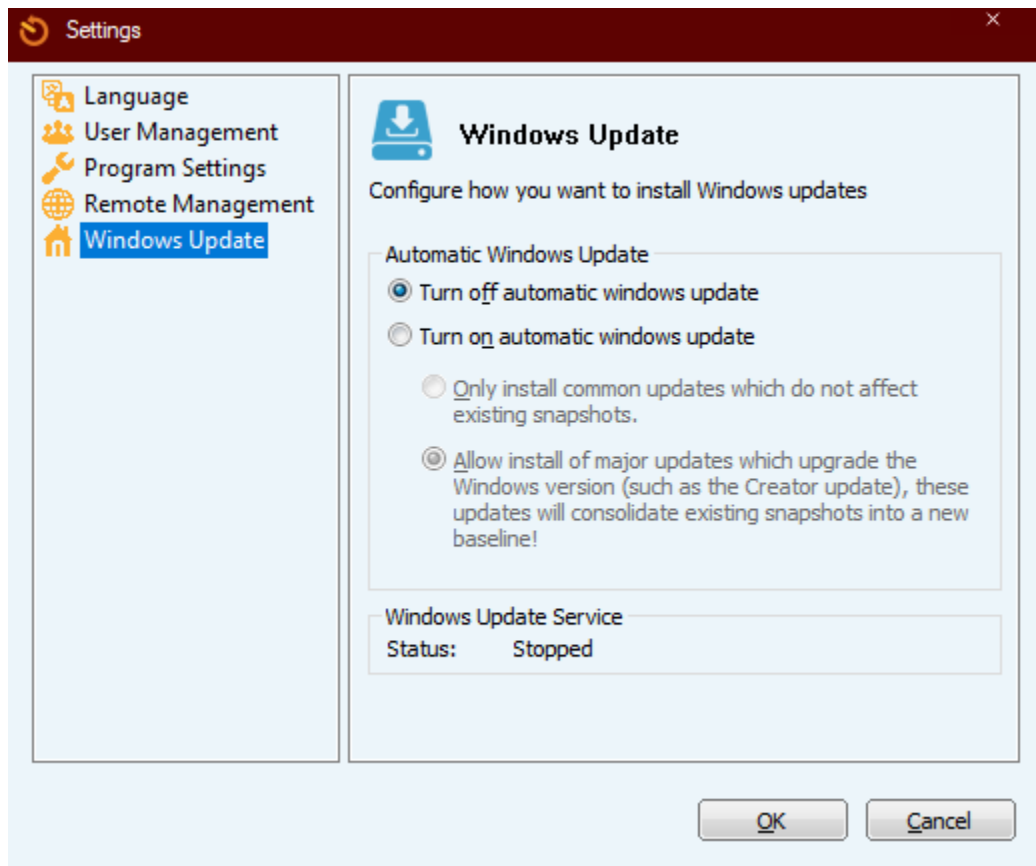 Settings
Language
User Management
Program Settings
Remote Management
Windows Update
Windows Update
Configure how you want to install Windows updates
Automatic Windows Update
Turn off automatic windows update
Turn on automatic windows update
Only install common updates which do not affect
existing snapshots.
Allow install of major updates which upgrade the
Windows version (such as the Creator update), these
updates will consolidate existing snapshots into a new
baseline!
Windows Update Service
Status: Stopped
OK
Cancel